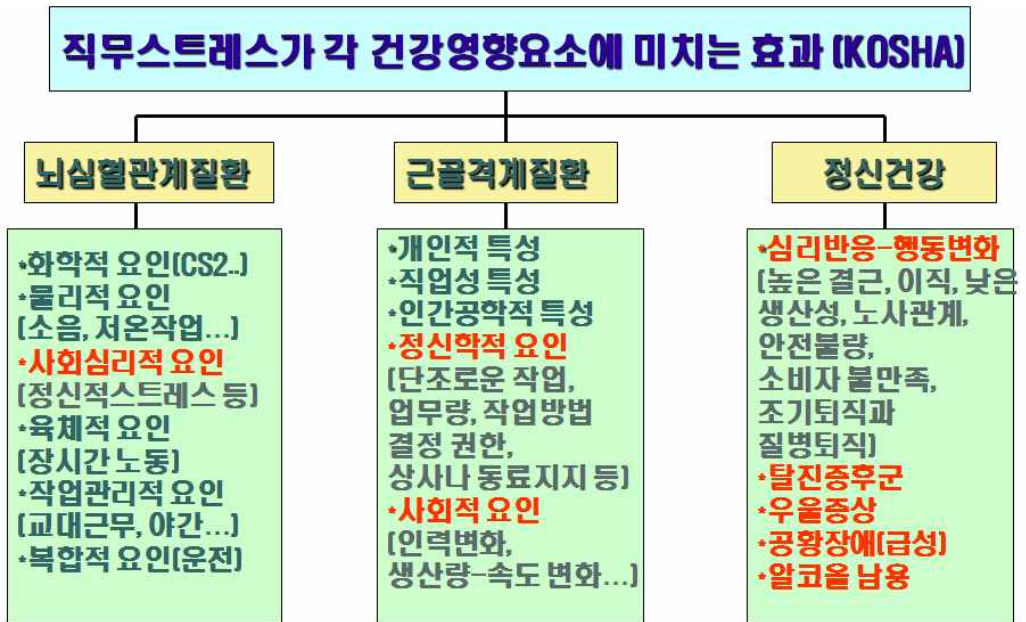 직무스트레스가 각 건강영향요소에 미치는 효과 (KOSHA)
뇌심혈관계질환
*화학적 요인(CS2..)
*물리적 요인
(소음, 저온작업...)
*사회심리적 요인
(정신적스트레스 등)
*육체적 요인
(장시간 노동)
*작업관리적 요인
(교대근무, 야간...)
*복합적 요인(운전)
근골격계질환
*개인적 특성
*직업성 특성
*인간공학적 특성
*정신학적 요인
(단조로운 작업,
업무량, 작업방법
결정 권한,
상사나 동료지지 등)
*사회적 요인
(인력변화,
생산량-속도 변화...)
정신건강
*심리반응-행동변화
(높은 결근, 이직, 낮은
생산성, 노사관계,
안전불량,
소비자 불만족,
조기퇴직과
질병퇴직)
*탈진증후군
*우울증상
*공황장애(급성)
*알코올 남용